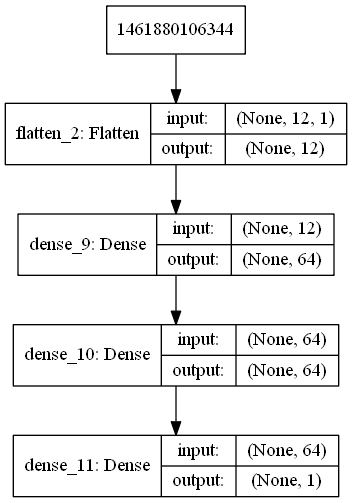 1461880106344
flatten_2: Flatten
input: (None, 12, 1)
output: (None, 12)
dense_9: Dense
input: (None, 12)
output: (None, 64)
dense_10: Dense
input: (None, 64)
output: (None, 64)
dense_11: Dense
input: (None, 64)
output: (None, 1)